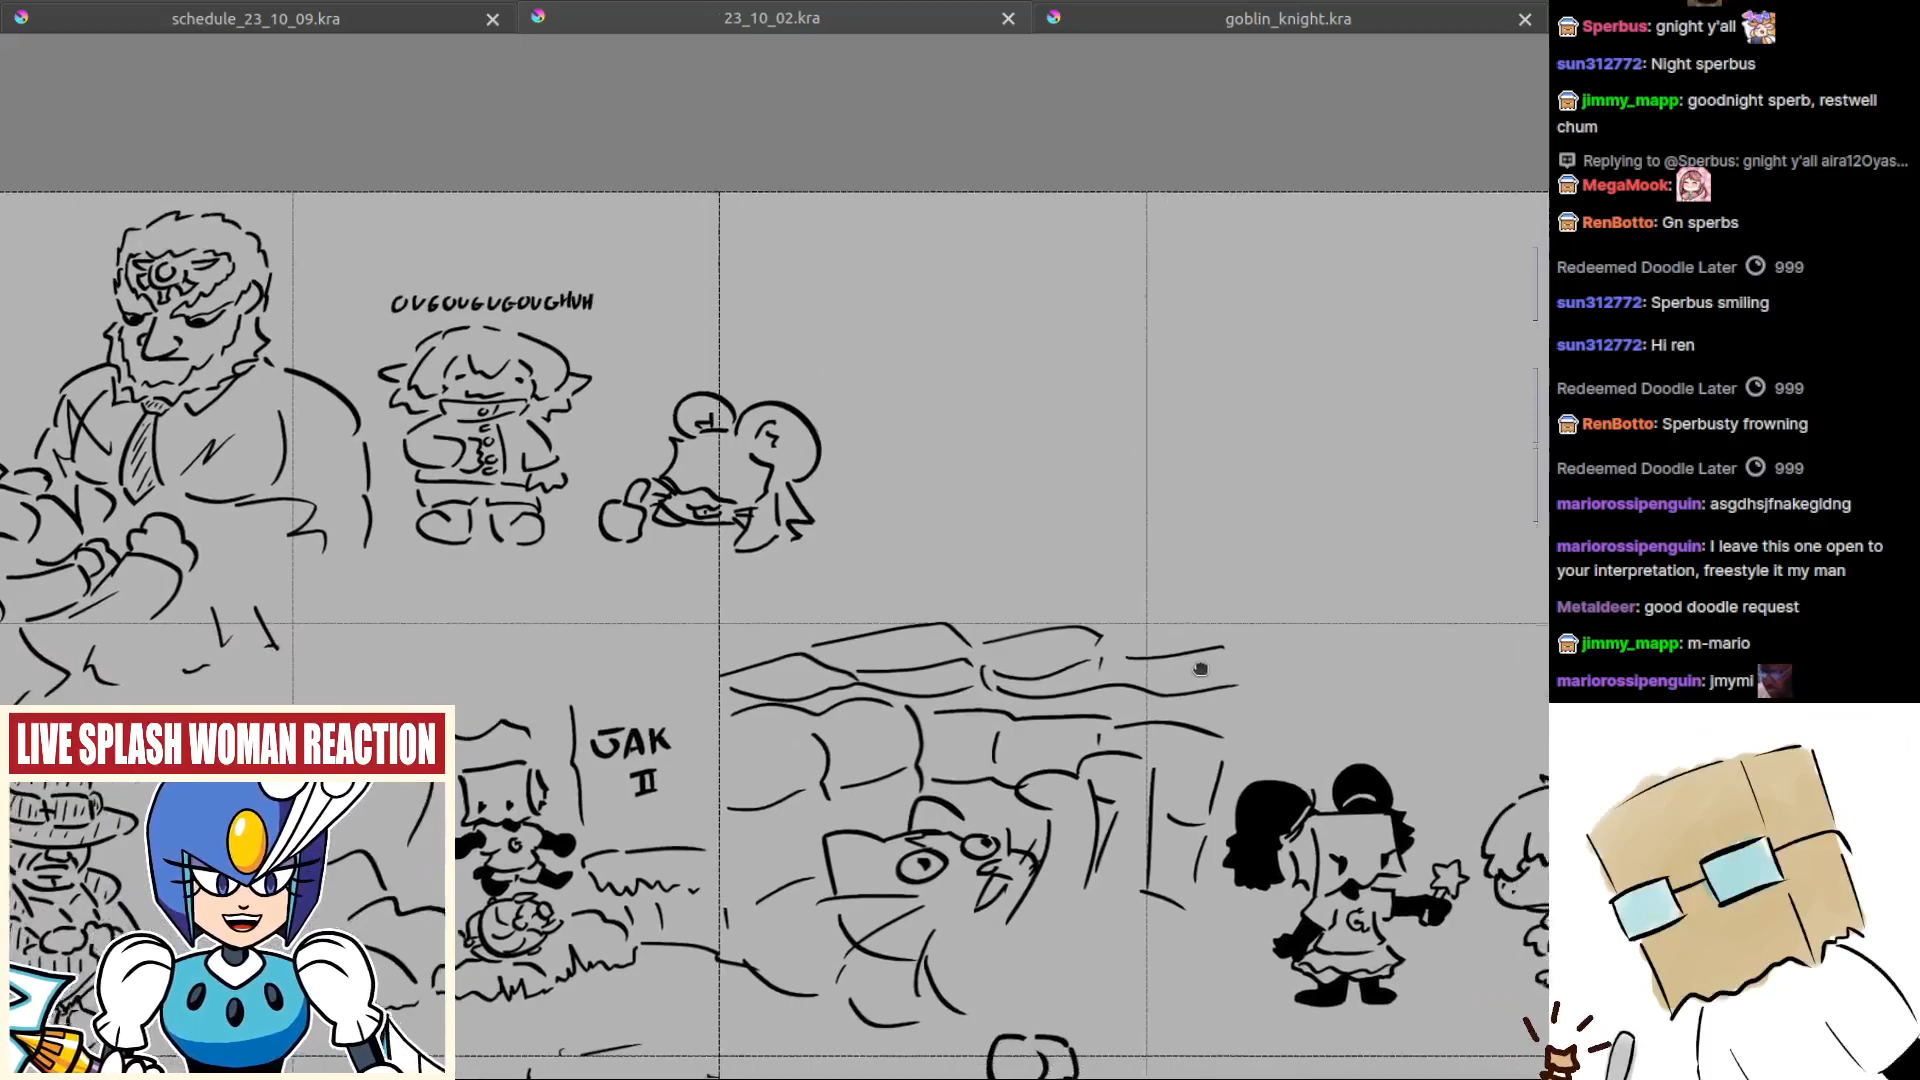 schedule_23_10_09.kra
23_10_02.kra
goblin_knight.kra
Sperbus: gnight y'all
sun312772: Night sperbus
jimmy_mapp: goodnight sperb, restwell
chum
Replying to @Sperbus: gnight y'all aira12Oyas...
MegaMook:
RenBotto: Gn sperbs
Redeemed Doodle Later 999
sun312772: Sperbus smiling
sun312772: Hi ren
Redeemed Doodle Later 999
RenBotto: Sperbusty frowning
Redeemed Doodle Later 999
mariorossipenguin: asgdhsjfnakegldng
mariorossipenguin: I leave this one open to
your interpretation, freestyle it my man
Metaldeer: good doodle request
jimmy_mapp: m-mario
mariorossipenguin: jmymi
OUGOUGUGOUGHUH
JAK
II
LIVE SPLASH WOMAN REACTION
G